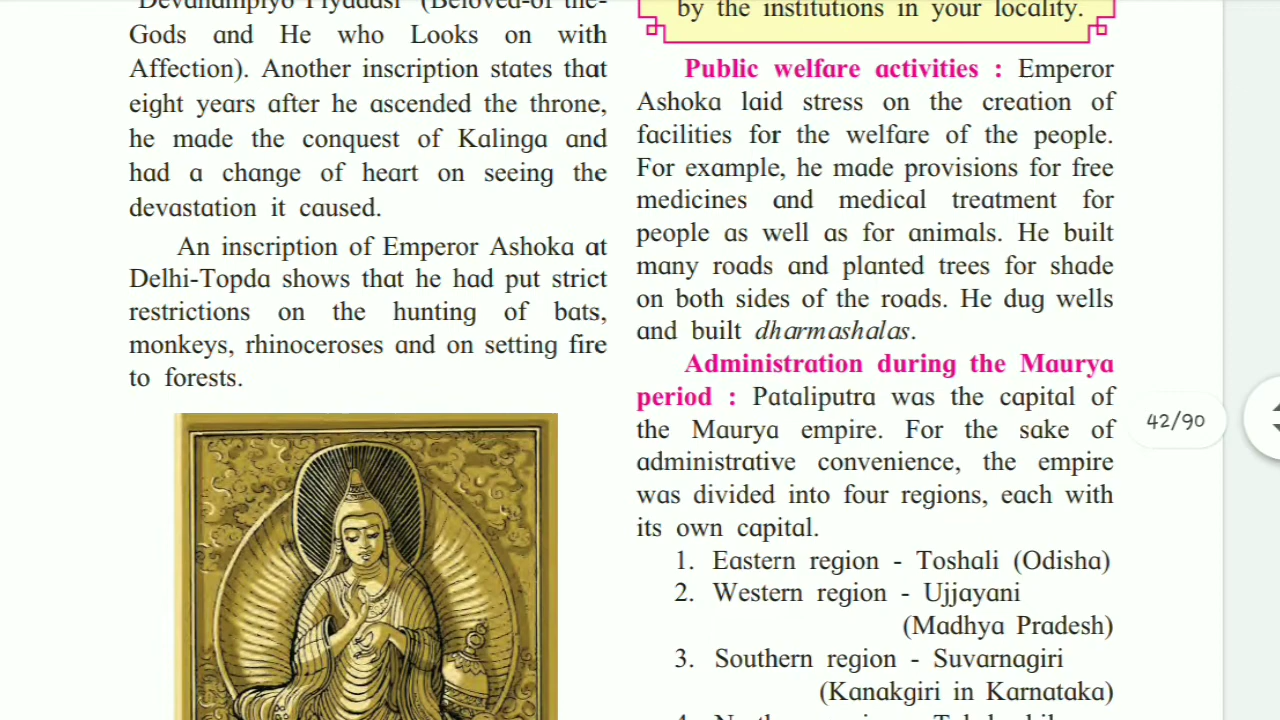 Gods and He who Looks on with
Affection). Another inscription states that
eight years after he ascended the throne,
he made the conquest of Kalinga and
had a change of heart on seeing the
devastation it caused.
An inscription of Emperor Ashoka at
Delhi-Topda shows that he had put strict
restrictions on the hunting of bats,
monkeys, rhinoceroses and on setting fire
to forests.
by the institutions in your locality.
Public welfare activities : Emperor
Ashoka laid stress on the creation of
facilities for the welfare of the people.
For example, he made provisions for free
medicines and medical treatment for
people as well as for animals. He built
many roads and planted trees for shade
on both sides of the roads. He dug wells
and built dharmashalas.
Administration during the Maurya
period : Pataliputra was the capital of
the Maurya empire. For the sake of
administrative convenience, the empire
was divided into four regions, each with
its own capital.
1. Eastern region - Toshali (Odisha)
2. Western region - Ujjayani
(Madhya Pradesh)
3. Southern region - Suvarnagiri
(Kanakgiri in Karnataka)
42/90